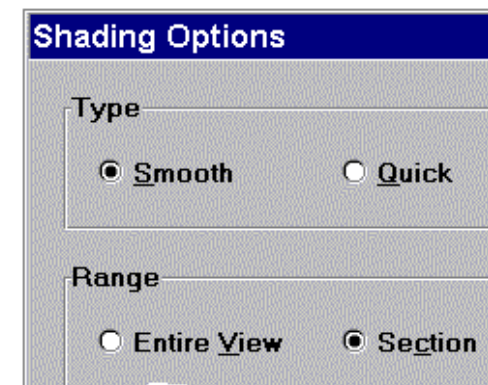 Shading Options
Type
Smooth Quick
Range
Entire View Section